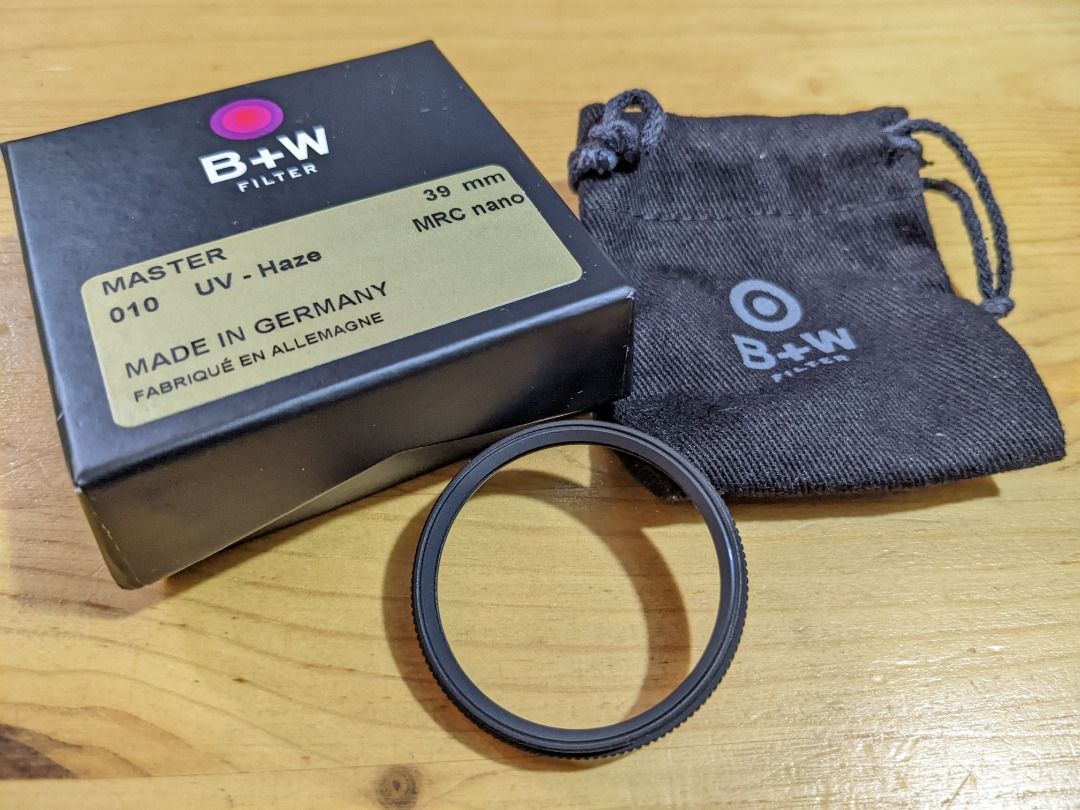 B+W
FILTER
39 mm
MRC nano
MASTER
010 UV - Haze
MADE IN GERMANY
FABRIQUÉ EN ALLEMAGNE
B+W
FILTER